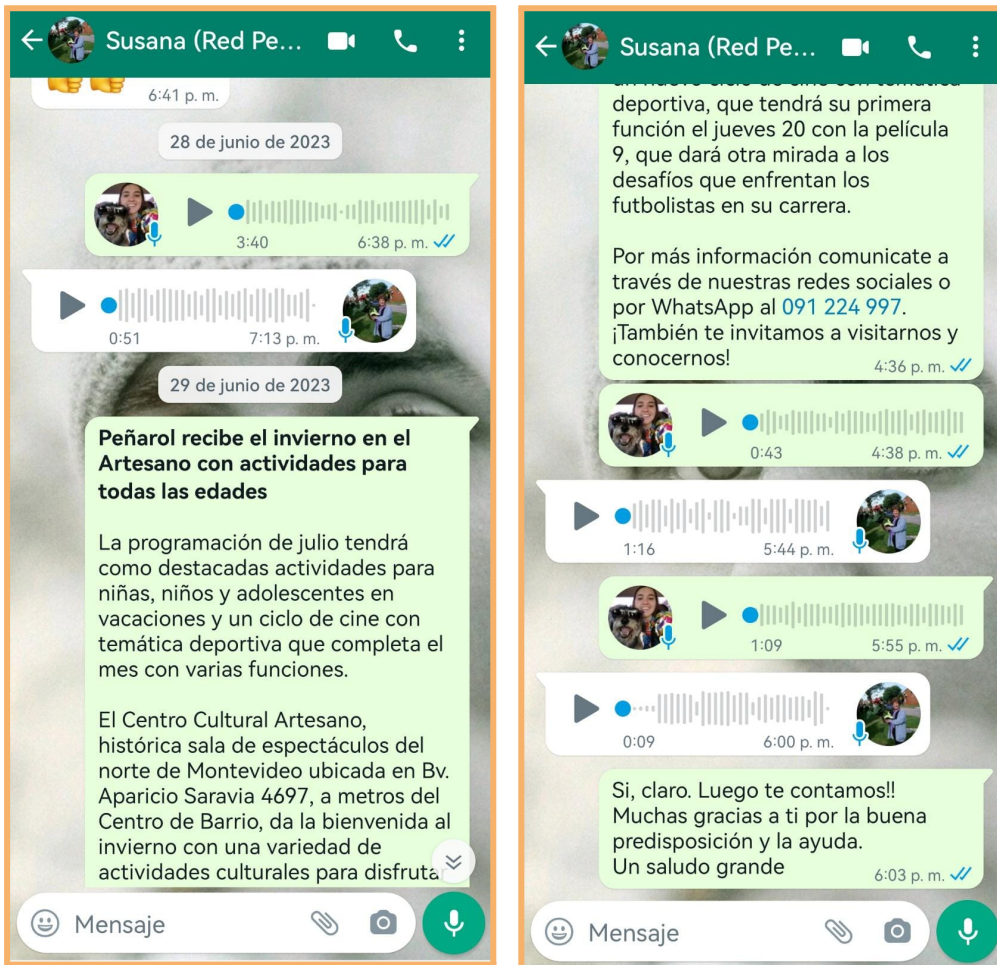 Susana (Red Pe...
6:41 p. m.
28 de junio de 2023
3:40 6:38 p. m.
0:51 7:13 p. m.
29 de junio de 2023
Peñarol recibe el invierno en el
Artesano con actividades para
todas las edades
La programación de julio tendrá
como destacadas actividades para
niñas, niños y adolescentes en
vacaciones y un ciclo de cine con
temática deportiva que completa el
mes con varias funciones.
El Centro Cultural Artesano,
histórica sala de espectáculos del
norte de Montevideo ubicada en Bv.
Aparicio Saravia 4697, a metros del
Centro de Barrio, da la bienvenida al
invierno con una variedad de
actividades culturales para disfrutar
Mensaje
Susana (Red Pe...
un nuevo ciclo de cine con temática
deportiva, que tendrá su primera
función el jueves 20 con la película
9, que dará otra mirada a los
desafíos que enfrentan los
futbolistas en su carrera.
Por más información comunicate a
través de nuestras redes sociales o
por WhatsApp al 091 224 997.
¡También te invitamos a visitarnos y
conocernos!
4:36 p. m.
0:43 4:38 p. m.
1:16 5:44 p. m.
1:09 5:55 p. m.
0:09 6:00 p. m.
Si, claro. Luego te contamos!!
Muchas gracias a ti por la buena
predisposición y la ayuda.
Un saludo grande
6:03 p. m.
Mensaje